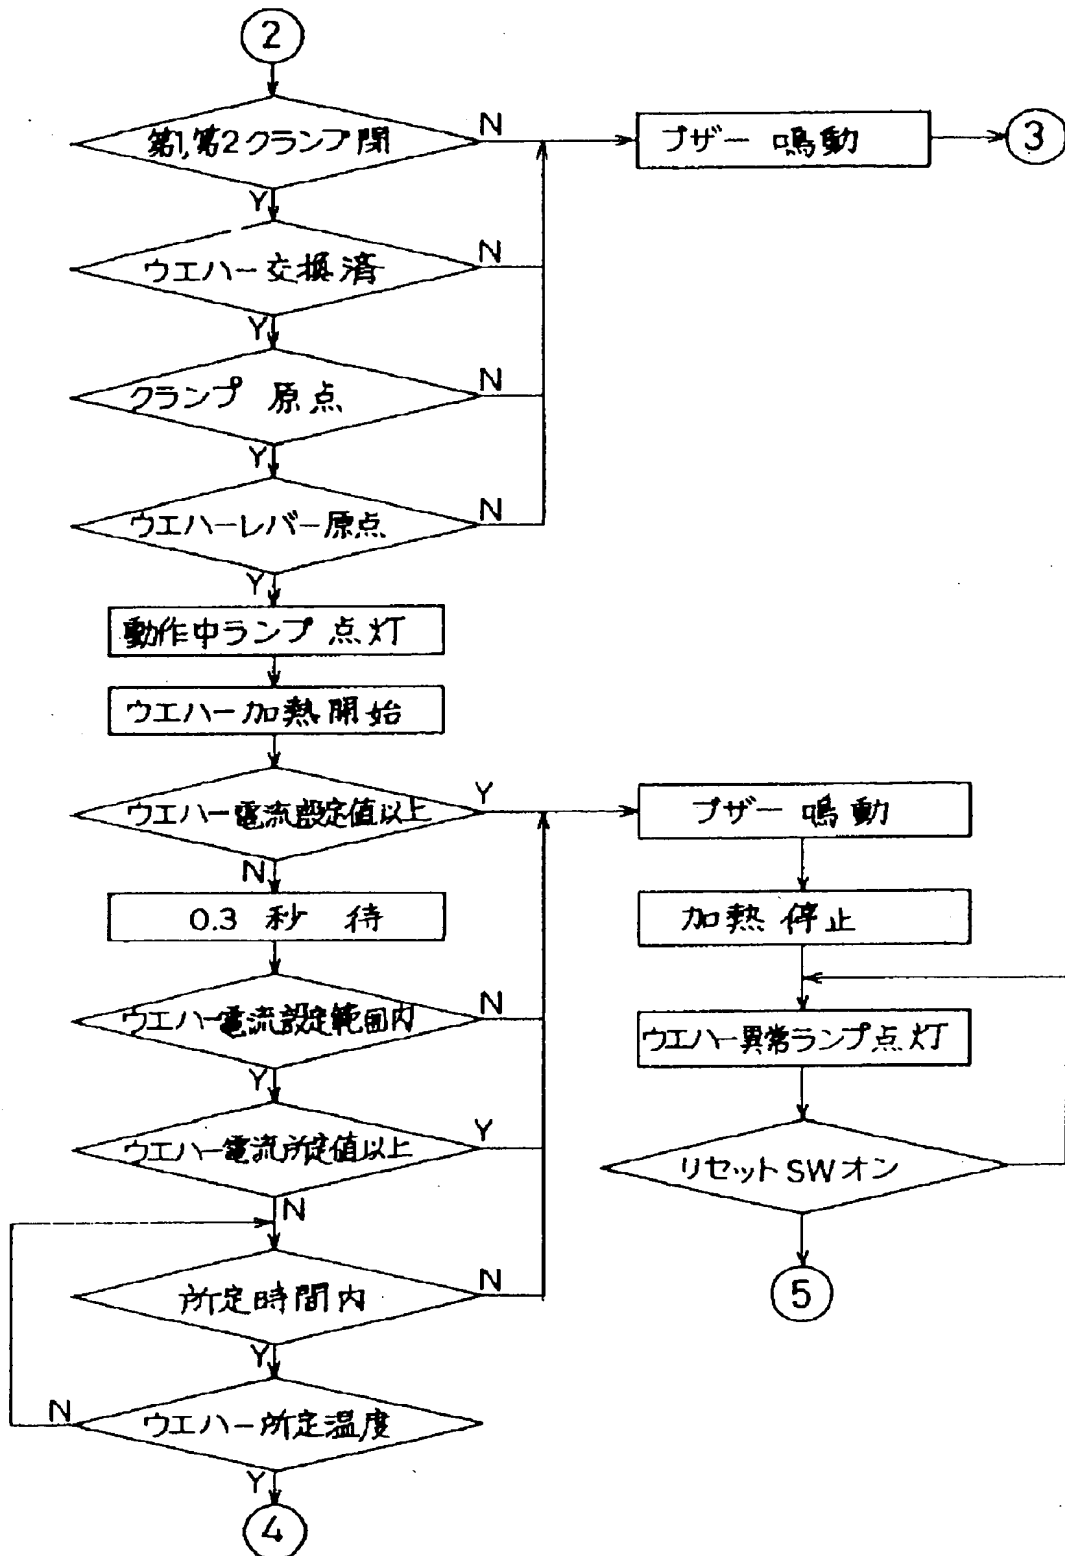 2
第1,第2クランプ閉
N
ブザー 鳴動
3
Y
ウエハー交換済
N
Y
クランプ 原点
N
Y
ウエハーレバー原点
N
Y
動作中ランプ 点灯
ウエハー加熱開始
ウエハー電流設定値以上
Y
ブザー 鳴動
N
0.3 秒 待
加熱 停止
ウエハー電流設定範囲内
N
ウエハー異常ランプ点灯
Y
ウエハー電流所定値以上
Y
リセットSWオン
N
所定時間内
N
5
Y
ウエハー所定温度
N
Y
4